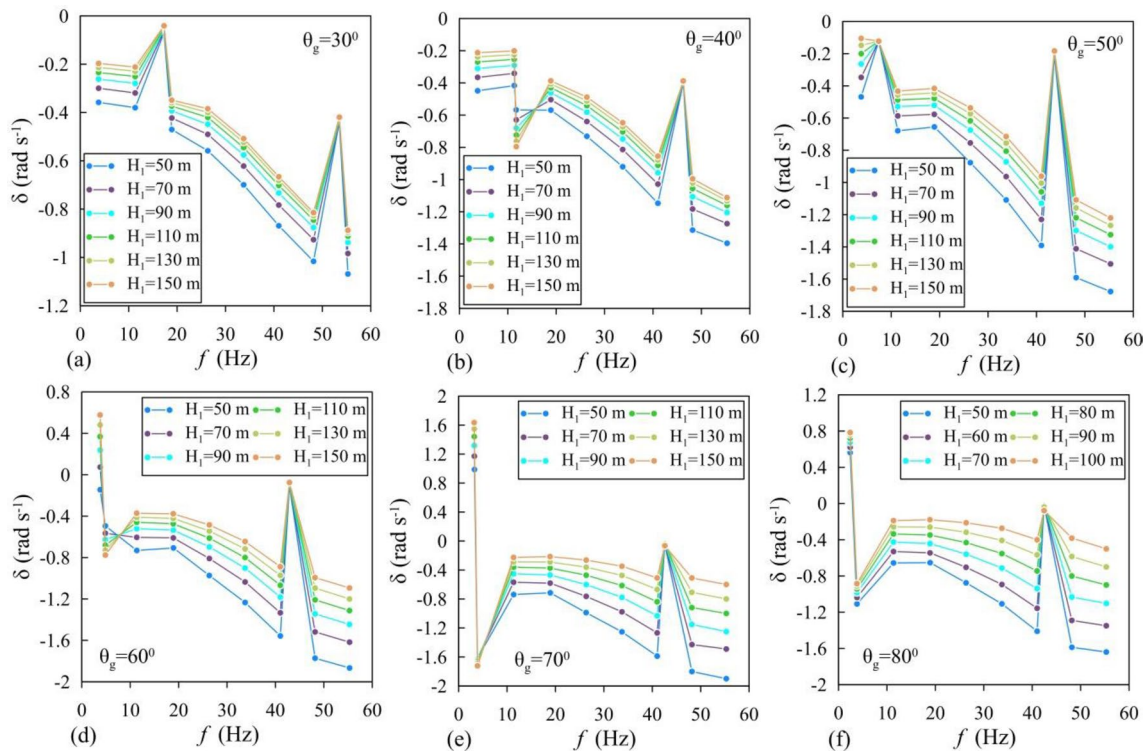 θg=30⁰
δ (rad s⁻¹)
0
-0.2
-0.4
-0.6
-0.8
-1
-1.2
H₁=50 m
H₁=70 m
H₁=90 m
H₁=110 m
H₁=130 m
H₁=150 m
0 10 20 30 40 50 60
(a) f (Hz)
θg=40⁰
δ (rad s⁻¹)
0
-0.2
-0.4
-0.6
-0.8
-1
-1.2
-1.4
-1.6
-1.8
H₁=50 m
H₁=70 m
H₁=90 m
H₁=110 m
H₁=130 m
H₁=150 m
0 10 20 30 40 50 60
(b) f (Hz)
θg=50⁰
δ (rad s⁻¹)
0
-0.2
-0.4
-0.6
-0.8
-1
-1.2
-1.4
-1.6
-1.8
H₁=50 m
H₁=70 m
H₁=90 m
H₁=110 m
H₁=130 m
H₁=150 m
0 10 20 30 40 50 60
(c) f (Hz)
δ (rad s⁻¹)
0.8
0.4
0
-0.4
-0.8
-1.2
-1.6
-2
H₁=50 m H₁=110 m
H₁=70 m H₁=130 m
H₁=90 m H₁=150 m
θg=60⁰
0 10 20 30 40 50 60
(d) f (Hz)
δ (rad s⁻¹)
2
1.6
1.2
0.8
0.4
0
-0.4
-0.8
-1.2
-1.6
-2
H₁=50 m H₁=110 m
H₁=70 m H₁=130 m
H₁=90 m H₁=150 m
θg=70⁰
0 10 20 30 40 50 60
(e) f (Hz)
δ (rad s⁻¹)
1.2
0.8
0.4
0
-0.4
-0.8
-1.2
-1.6
-2
H₁=50 m H₁=80 m
H₁=60 m H₁=90 m
H₁=70 m H₁=100 m
θg=80⁰
0 10 20 30 40 50 60
(f) f (Hz)